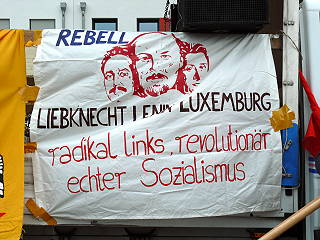 REBELL
LIEBKNECHT LENIN LUXEMBURG
radikal links, revolutionär
echter Sozialismus